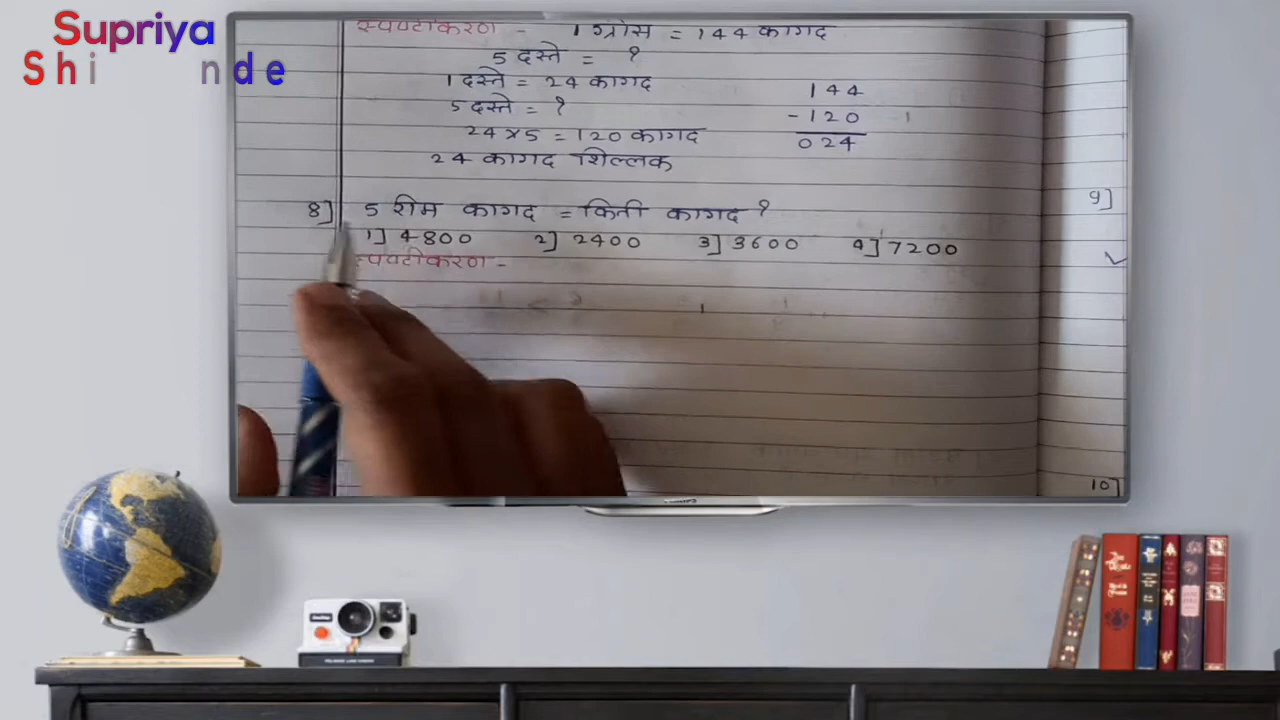 Supriya
Shi nde
स्पष्टीकरण - 1 ग्रोस = 144 कागद
5 दस्ते = ?
1 दस्ते = 24 कागद
5 दस्ते = ?
24 x 5 = 120 कागद
24 कागद शिल्लक
144
- 120
024
8] 5 रीम कागद = किती कागद ?
1] 4800 2] 2400 3] 3600 4] 7200
स्पष्टीकरण -
9]
10]